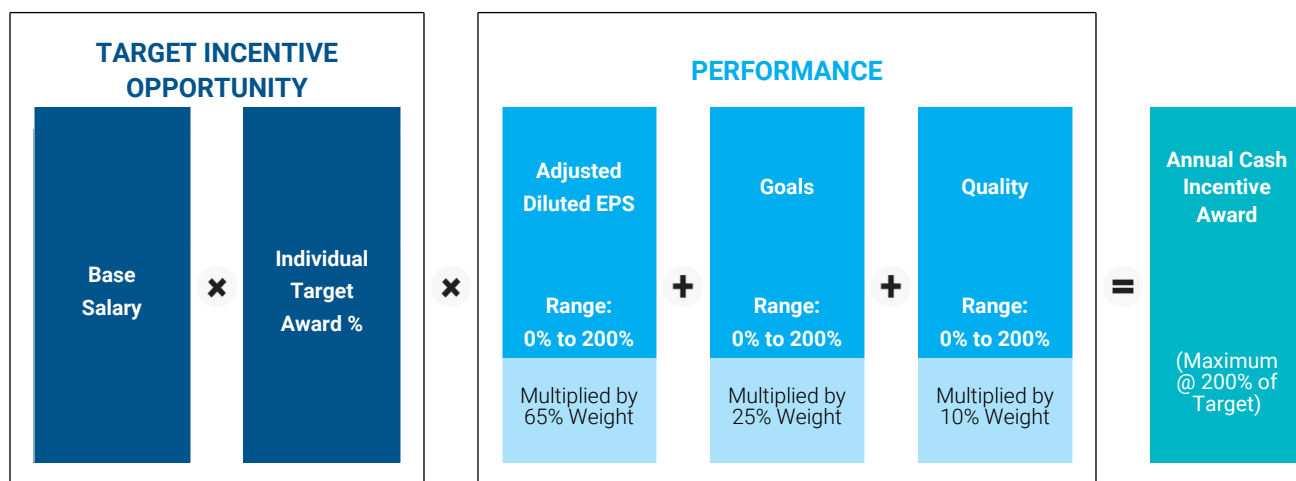 TARGET INCENTIVE
OPPORTUNITY
Base
Salary
×
Individual
Target
Award %
×
PERFORMANCE
Adjusted
Diluted EPS
Range:
0% to 200%
Multiplied by
65% Weight
+
Goals
Range:
0% to 200%
Multiplied by
25% Weight
+
Quality
Range:
0% to 200%
Multiplied by
10% Weight
=
Annual Cash
Incentive
Award
(Maximum
@ 200% of
Target)